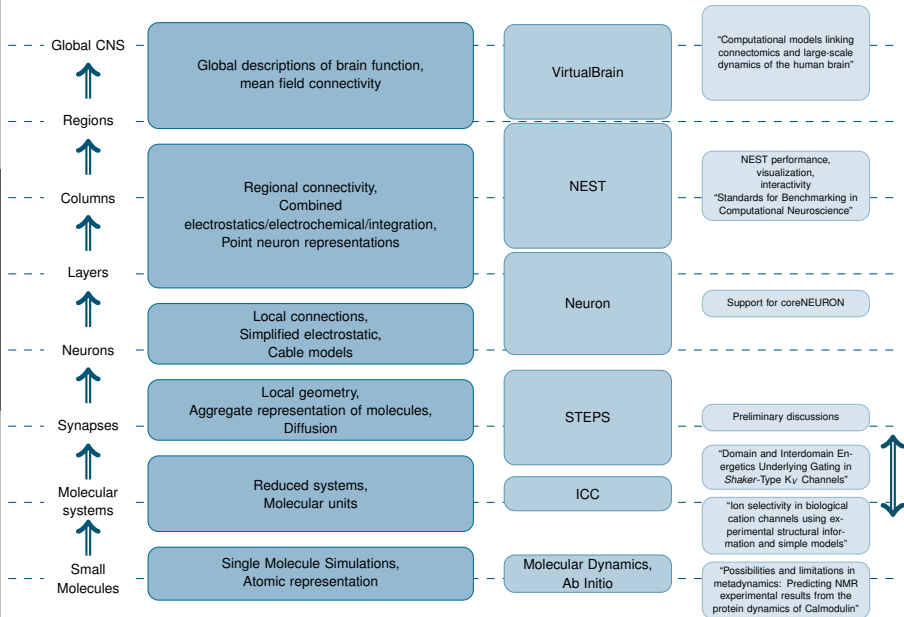 Global CNS
Regions
Columns
Layers
Neurons
Synapses
Molecular
systems
Small
Molecules
Global descriptions of brain function,
mean field connectivity
Regional connectivity,
Combined
electrostatics/electrochemical/integration,
Point neuron representations
Local connections,
Simplified electrostatic,
Cable models
Local geometry,
Aggregate representation of molecules,
Diffusion
Reduced systems,
Molecular units
Single Molecule Simulations,
Atomic representation
VirtualBrain
NEST
Neuron
STEPS
ICC
Molecular Dynamics,
Ab Initio
“Computational models linking
connectomics and large-scale
dynamics of the human brain”
NEST performance,
visualization,
interactivity
“Standards for Benchmarking in
Computational Neuroscience”
Support for coreNEURON
Preliminary discussions
“Domain and Interdomain En-
ergetics Underlying Gating in
Shaker-Type KV Channels”
“Ion selectivity in biological
cation channels using ex-
perimental structural infor-
mation and simple models”
“Possibilities and limitations in
metadynamics: Predicting NMR
experimental results from the
protein dynamics of Calmodulin”